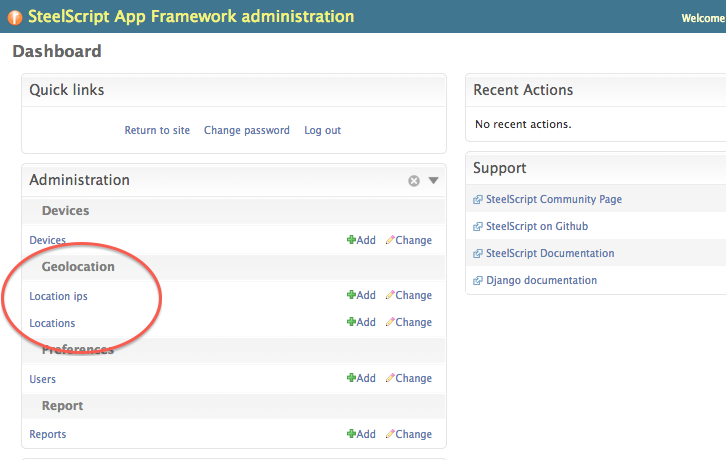 SteelScript App Framework administration
Welcome
Dashboard
Quick links
Return to site Change password Log out
Administration
Devices
Devices Add Change
Geolocation
Location ips Add Change
Locations Add Change
Preferences
Users Add Change
Report
Reports Add Change
Recent Actions
No recent actions.
Support
SteelScript Community Page
SteelScript on Github
SteelScript Documentation
Django documentation